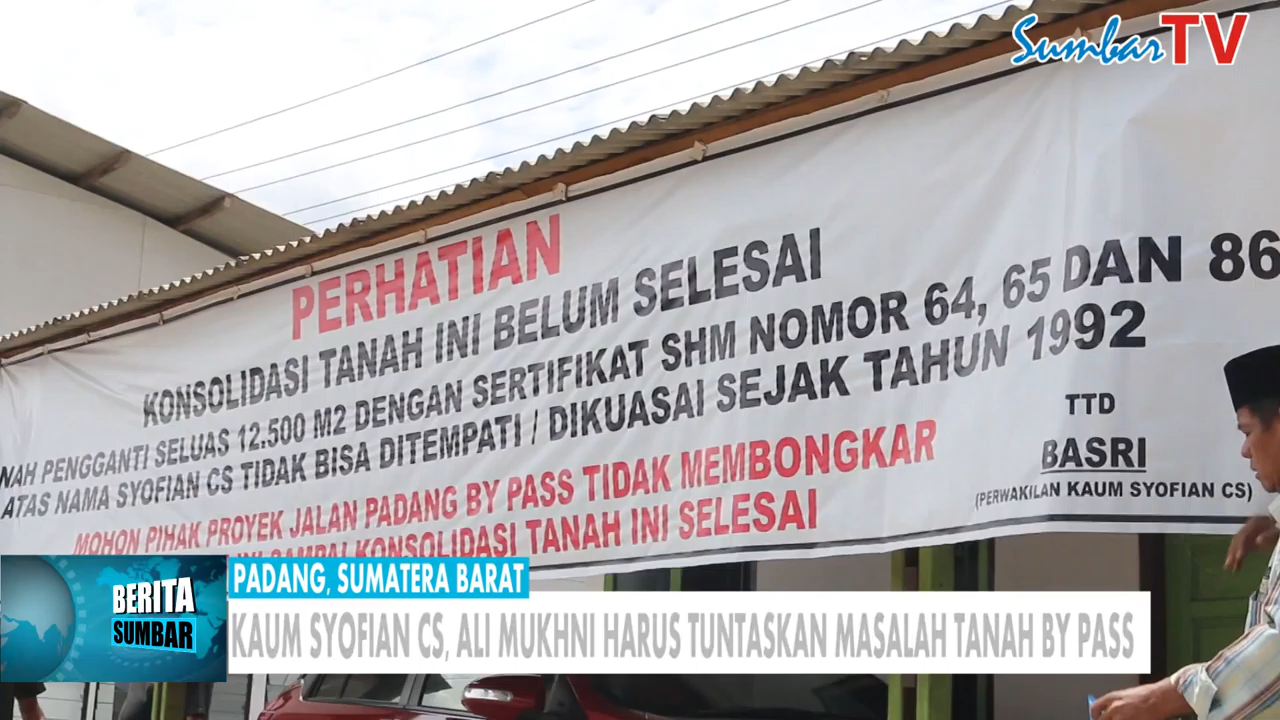 Sumbar TV
PERHATIAN
KONSOLIDASI TANAH INI BELUM SELESAI
NAH PENGGANTI SELUAS 12.500 M2 DENGAN SERTIFIKAT SHM NOMOR 64, 65 DAN 86
ATAS NAMA SYOFIAN CS TIDAK BISA DITEMPATI / DIKUASAI SEJAK TAHUN 1992
MOHON PIHAK PROYEK JALAN PADANG BY PASS TIDAK MEMBONGKAR
SAMPAI KONSOLIDASI TANAH INI SELESAI
TTD
BASRI
(PERWAKILAN KAUM SYOFIAN CS)
BERITA
SUMBAR
PADANG, SUMATERA BARAT
KAUM SYOFIAN CS, ALI MUKHNI HARUS TUNTASKAN MASALAH TANAH BY PASS